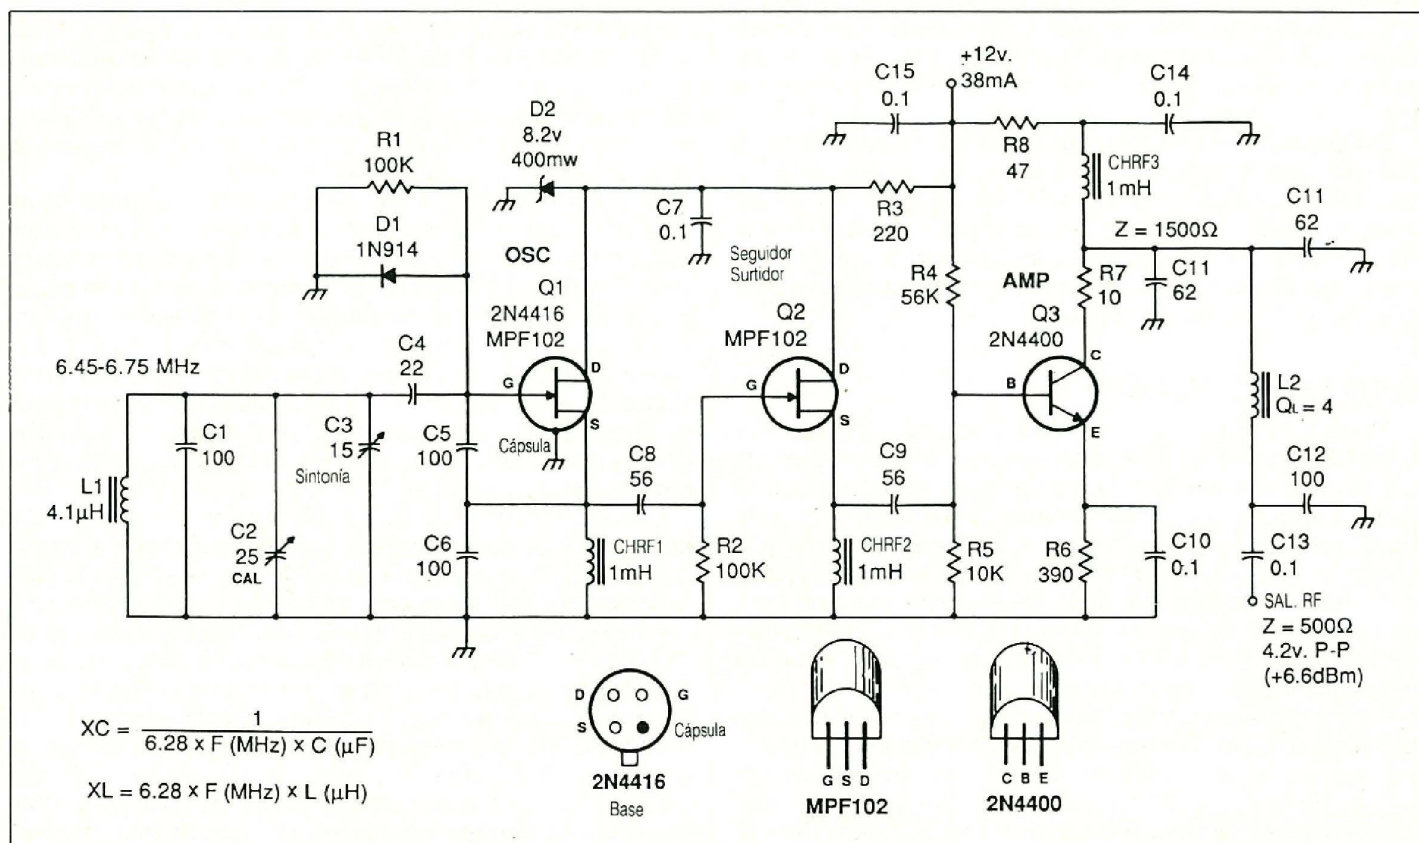 +12v.
38mA
C15
0.1
C14
0.1
D2
8.2v
400mw
R1
100K
R8
47
CHRF3
1mH
C7
0.1
R3
220
C11
62
D1
1N914
OSC
Seguidor
Surtidor
Z = 1500Ω
R4
56K
AMP
R7
10
C11
62
Q1
2N4416
MPF102
Q2
MPF102
Q3
2N4400
6.45-6.75 MHz
C4
22
G
D
S
G
D
S
B
C
E
L2
QL = 4
C1
100
C3
15
Sintonía
C5
100
Cápsula
C8
56
C9
56
C12
100
L1
4.1µH
C2
25
CAL
C6
100
CHRF1
1mH
R2
100K
CHRF2
1mH
R5
10K
R6
390
C10
0.1
C13
0.1
SAL. RF
Z = 500Ω
4.2v. P-P
(+6.6dBm)
D
G
S
Cápsula
2N4416
Base
G S D
MPF102
C B E
2N4400
XC = 1 / 6.28 × F (MHz) × C (µF)
XL = 6.28 × F (MHz) × L (µH)